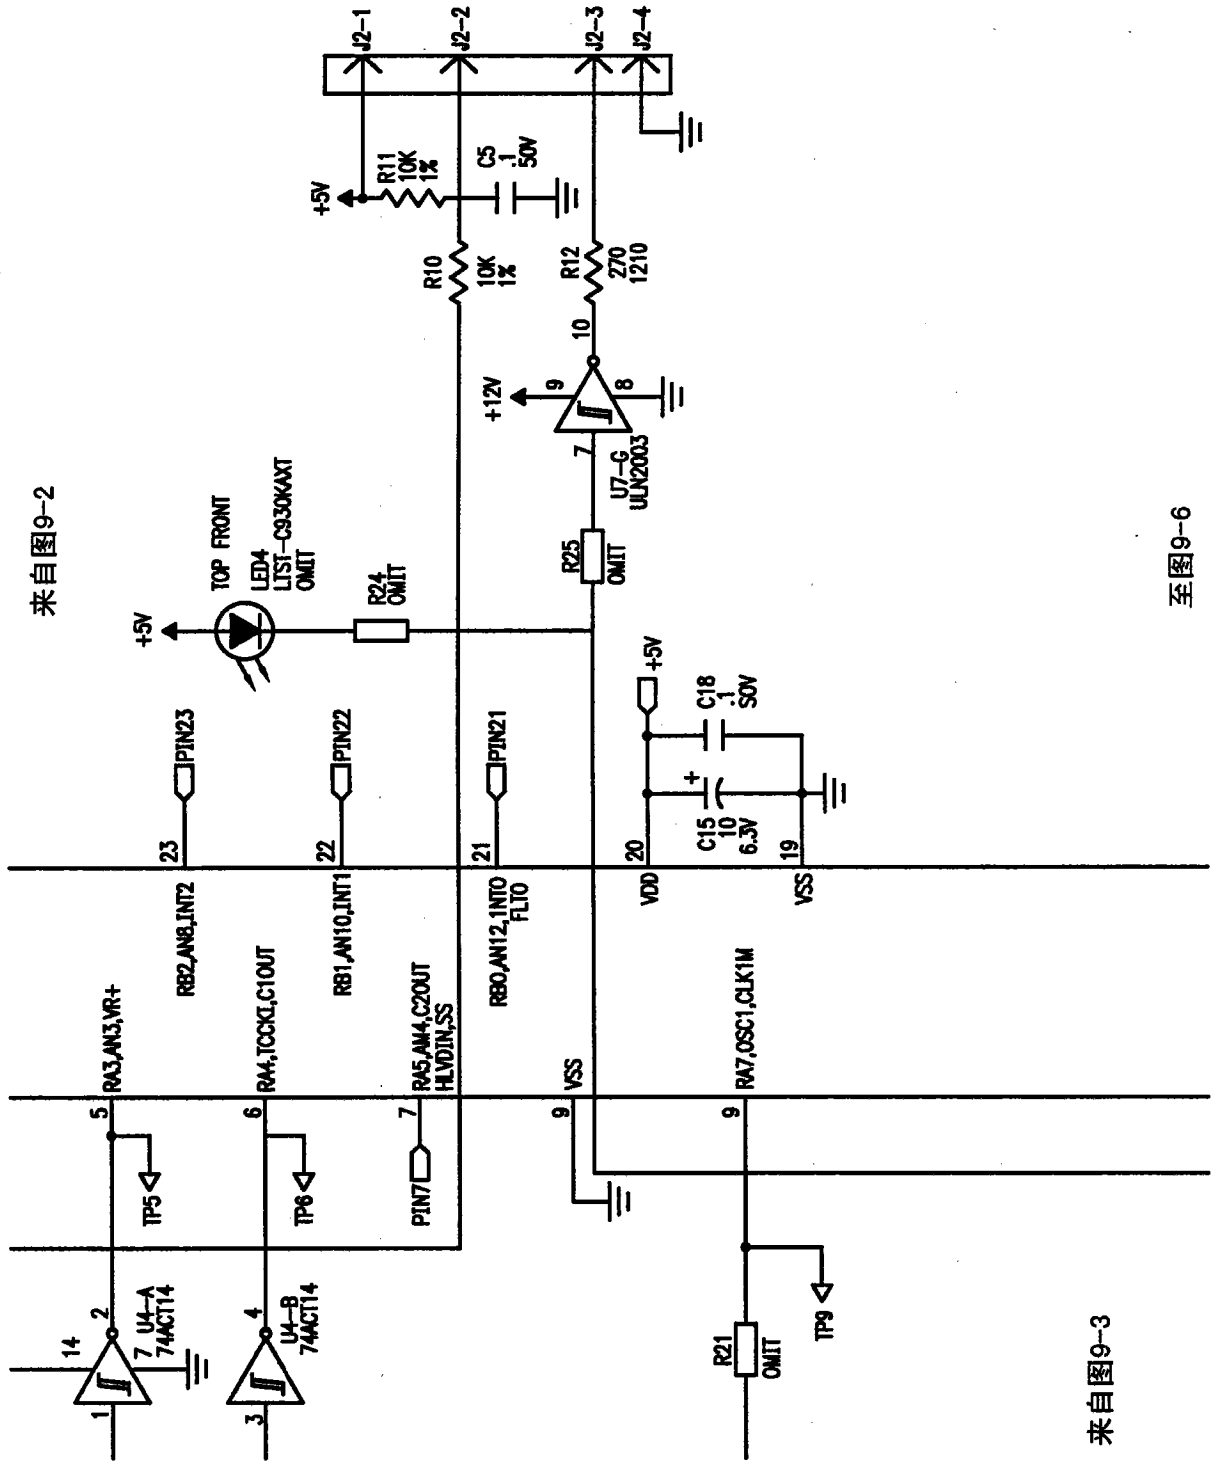 来自图9-2
来自图9-3
至图9-6
J2-1
J2-2
J2-3
J2-4
+5V
R11
10K
1%
C5
.1
50V
R10
10K
1%
R12
270
1210
10
+12V
9
8
7
U7-G
ULN2003
TOP FRONT
LED4
LTST-C930KAXT
OMIT
+5V
R24
OMIT
R25
OMIT
PIN23
23
RB2,AN8,INT2
PIN22
22
RB1,AN10,INT1
PIN21
21
RB0,AN12,1NTO
FLTO
+5V
C18
.1
SOV
+
C15
10
6.3V
20
VDD
19
VSS
5
RA3,AN3,VR+
TP5
6
RA4,TCCKI,C1OUT
TP6
7
RA5,AM4,C2OUT
HLVDIN,SS
PIN7
9
VSS
9
RA7,OSC1,CLK1M
TP9
R21
OMIT
14
2
1
7
U4-A
74ACT14
4
3
U4-B
74ACT14